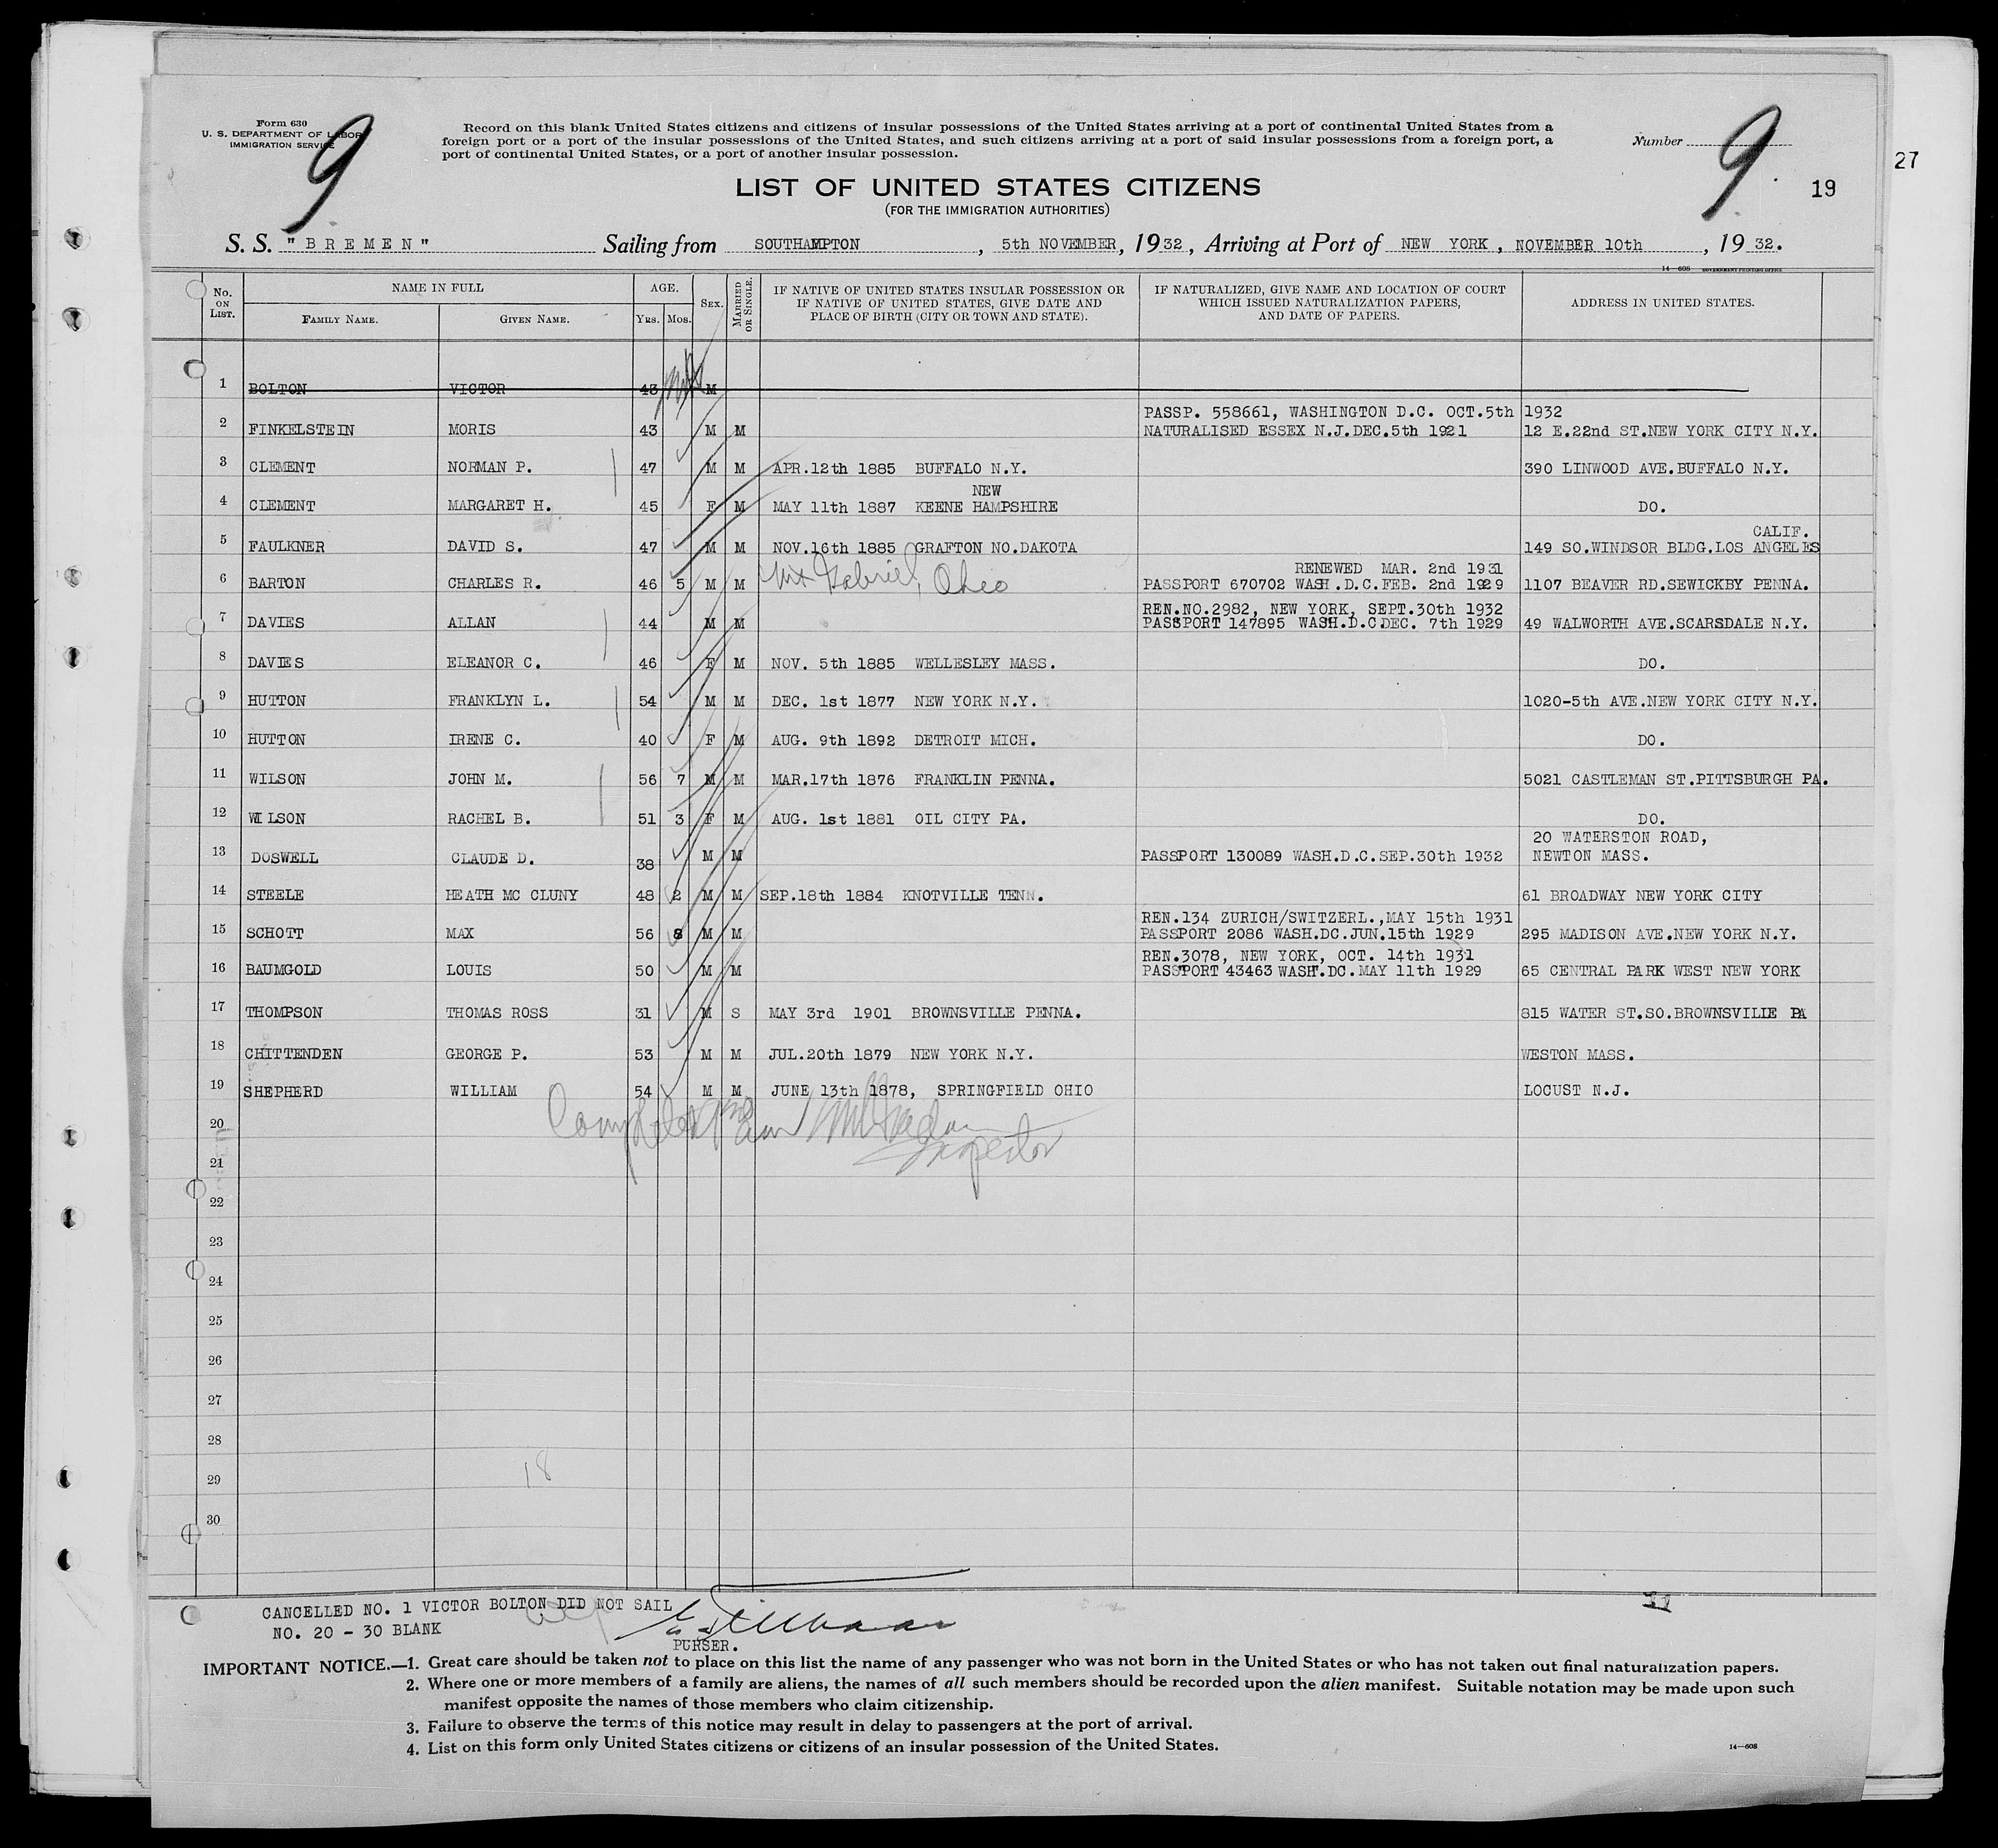 Form 630
U. S. DEPARTMENT OF LABOR
IMMIGRATION SERVICE
9
Record on this blank United States citizens and citizens of insular possessions of the United States arriving at a port of continental United States from a
foreign port or a port of the insular possessions of the United States, and such citizens arriving at a port of said insular possessions from a foreign port, a
port of continental United States, or a port of another insular possession.
Number
9
27
19
LIST OF UNITED STATES CITIZENS
(FOR THE IMMIGRATION AUTHORITIES)
S. S. "BREMEN" Sailing from SOUTHAMPTON, 5th NOVEMBER, 1932, Arriving at Port of NEW YORK, NOVEMBER 10th, 1932.
14—608 GOVERNMENT PRINTING OFFICE
No. ON LIST. NAME IN FULL FAMILY NAME. GIVEN NAME. AGE. YRS. MOS. SEX. MARRIED OR SINGLE.
IF NATIVE OF UNITED STATES INSULAR POSSESSION OR
IF NATIVE OF UNITED STATES, GIVE DATE AND
PLACE OF BIRTH (CITY OR TOWN AND STATE).
IF NATURALIZED, GIVE NAME AND LOCATION OF COURT
WHICH ISSUED NATURALIZATION PAPERS,
AND DATE OF PAPERS.
ADDRESS IN UNITED STATES.
1 BOLTON VICTOR 43 M
PASSP. 558661, WASHINGTON D.C. OCT.5th 1932
2 FINKELSTEIN MORIS 43 M M NATURALISED ESSEX N.J.DEC.5th 1921 12 E.22nd ST.NEW YORK CITY N.Y.
3 CLEMENT NORMAN P. 47 M M APR.12th 1885 BUFFALO N.Y. 390 LINWOOD AVE.BUFFALO N.Y.
NEW
4 CLEMENT MARGARET H. 45 F M MAY 11th 1887 KEENE HAMPSHIRE DO.
CALIF.
5 FAULKNER DAVID S. 47 M M NOV.16th 1885 GRAFTON NO.DAKOTA 149 SO.WINDSOR BLDG.LOS ANGELES
RENEWED MAR. 2nd 1931
6 BARTON CHARLES R. 46 5 M M Mt Gabriel, Ohio PASSPORT 670702 WASH.D.C.FEB. 2nd 1929 1107 BEAVER RD.SEWICKBY PENNA.
REN.NO.2982, NEW YORK, SEPT.30th 1932
7 DAVIES ALLAN 44 M M PASSPORT 147895 WASH.D.C.DEC. 7th 1929 49 WALWORTH AVE.SCARSDALE N.Y.
8 DAVIES ELEANOR C. 46 F M NOV. 5th 1885 WELLESLEY MASS. DO.
9 HUTTON FRANKLYN L. 54 M M DEC. 1st 1877 NEW YORK N.Y. 1020-5th AVE.NEW YORK CITY N.Y.
10 HUTTON IRENE C. 40 F M AUG. 9th 1892 DETROIT MICH. DO.
11 WILSON JOHN M. 56 7 M M MAR.17th 1876 FRANKLIN PENNA. 5021 CASTLEMAN ST.PITTSBURGH PA.
12 WILSON RACHEL B. 51 3 F M AUG. 1st 1881 OIL CITY PA. DO.
20 WATERSTON ROAD,
13 DOSWELL CLAUDE D. 38 M M PASSPORT 130089 WASH.D.C.SEP.30th 1932 NEWTON MASS.
14 STEELE HEATH MC CLUNY 48 2 M M SEP.18th 1884 KNOTVILLE TENN. 61 BROADWAY NEW YORK CITY
REN.134 ZURICH/SWITZERL.,MAY 15th 1931
15 SCHOTT MAX 56 8 M M PASSPORT 2086 WASH.DC.JUN.15th 1929 295 MADISON AVE.NEW YORK N.Y.
REN.3078, NEW YORK, OCT. 14th 1931
16 BAUMGOLD LOUIS 50 M M PASSPORT 43463 WASH.DC.MAY 11th 1929 65 CENTRAL PARK WEST NEW YORK
17 THOMPSON THOMAS ROSS 31 M S MAY 3rd 1901 BROWNSVILLE PENNA. 815 WATER ST.SO.BROWNSVILLE PA
18 CHITTENDEN GEORGE P. 53 M M JUL.20th 1879 NEW YORK N.Y. WESTON MASS.
19 SHEPHERD WILLIAM 54 M M JUNE 13th 1878, SPRINGFIELD OHIO LOCUST N.J.
20
Inspector
21
22
23
24
25
26
27
28
18
29
30
CANCELLED NO. 1 VICTOR BOLTON DID NOT SAIL
NO. 20 - 30 BLANK
PURSER.
IMPORTANT NOTICE.—1. Great care should be taken not to place on this list the name of any passenger who was not born in the United States or who has not taken out final naturalization papers.
2. Where one or more members of a family are aliens, the names of all such members should be recorded upon the alien manifest. Suitable notation may be made upon such
manifest opposite the names of those members who claim citizenship.
3. Failure to observe the terms of this notice may result in delay to passengers at the port of arrival.
4. List on this form only United States citizens or citizens of an insular possession of the United States.
14—608